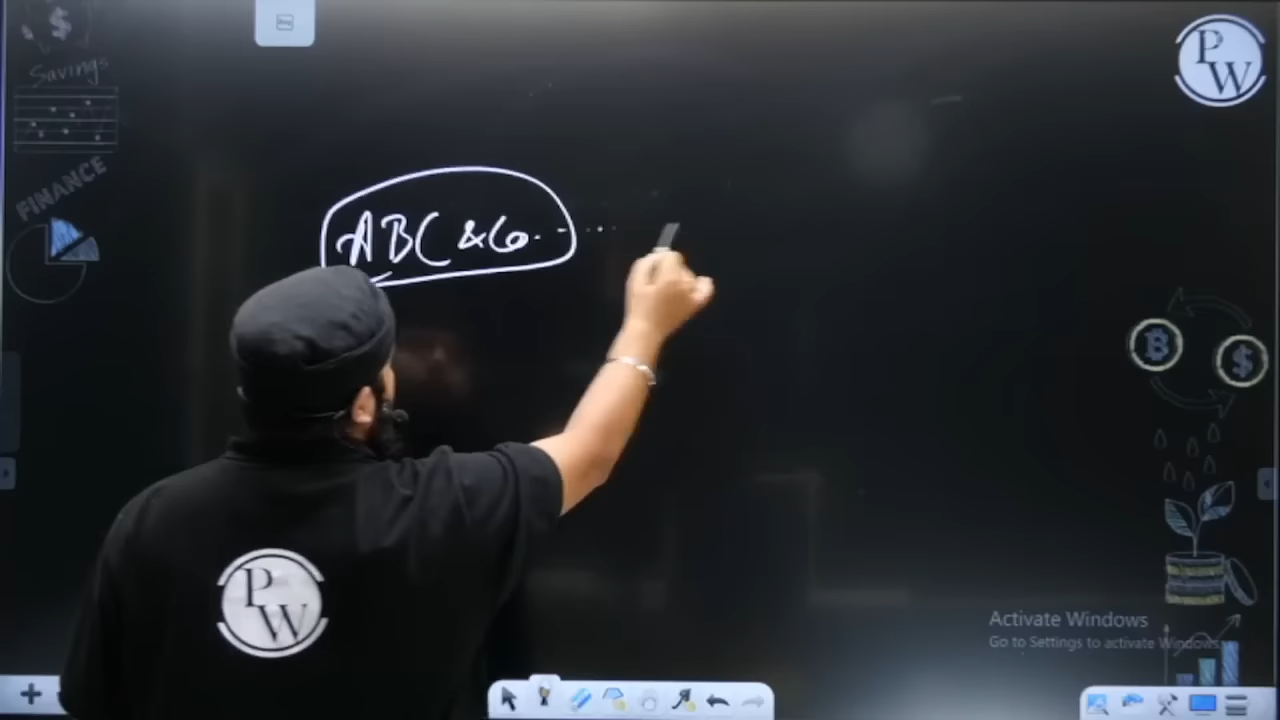 Savings
FINANCE
ABC & Co.
PW
PW
Activate Windows
Go to Settings to activate Windows.